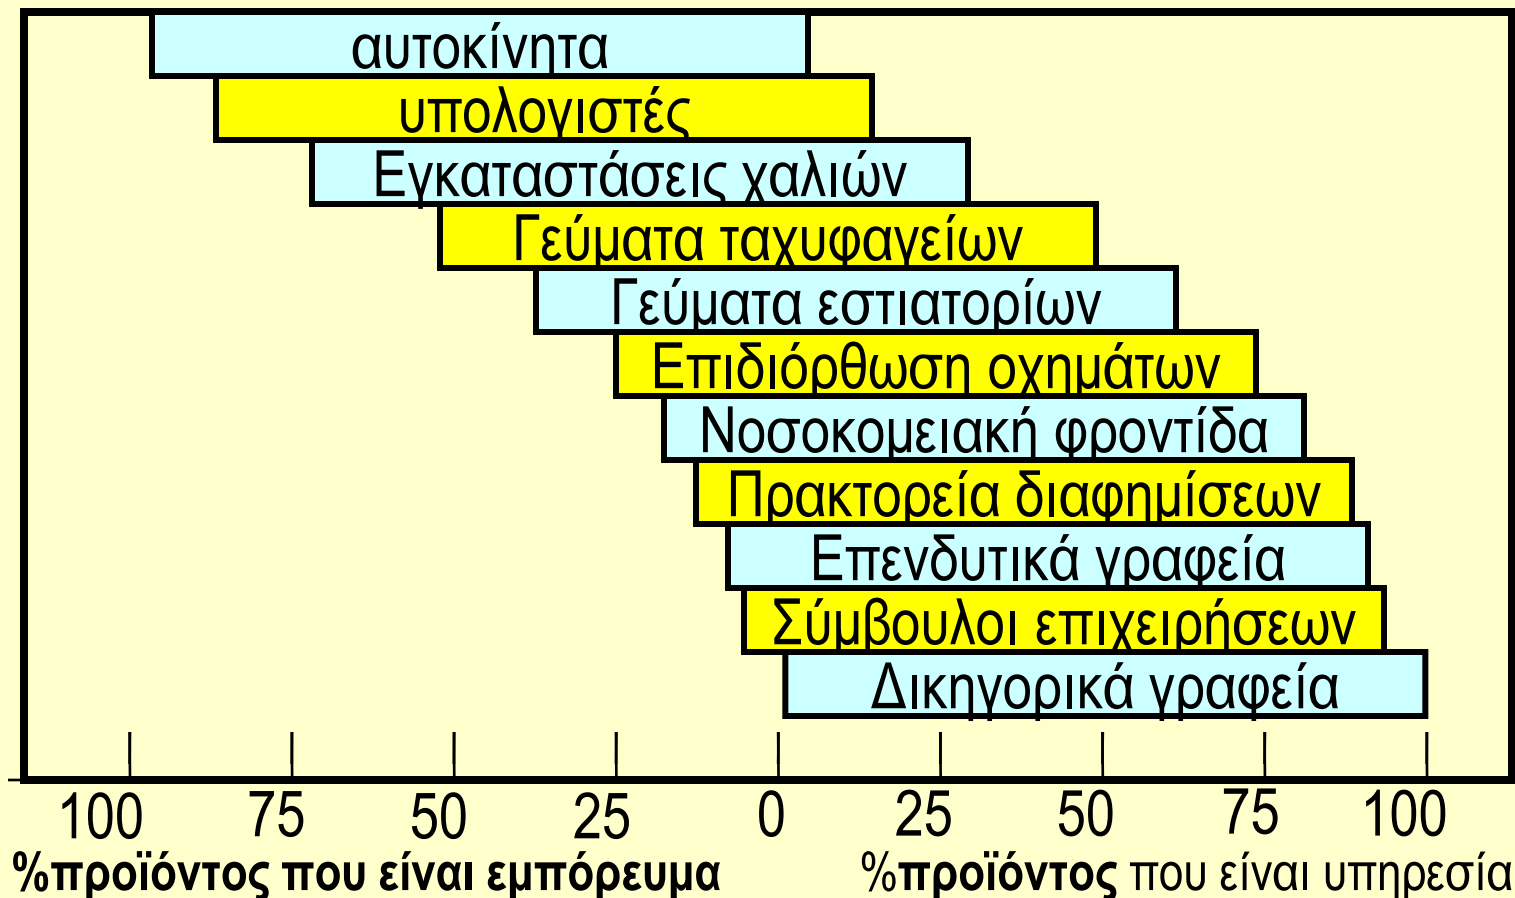 αυτοκίνητα
υπολογιστές
Εγκαταστάσεις χαλιών
Γεύματα ταχυφαγείων
Γεύματα εστιατορίων
Επιδιόρθωση οχημάτων
Νοσοκομειακή φροντίδα
Πρακτορεία διαφημίσεων
Επενδυτικά γραφεία
Σύμβουλοι επιχειρήσεων
Δικηγορικά γραφεία
100 75 50 25 0 25 50 75 100
%προϊόντος που είναι εμπόρευμα %προϊόντος που είναι υπηρεσία